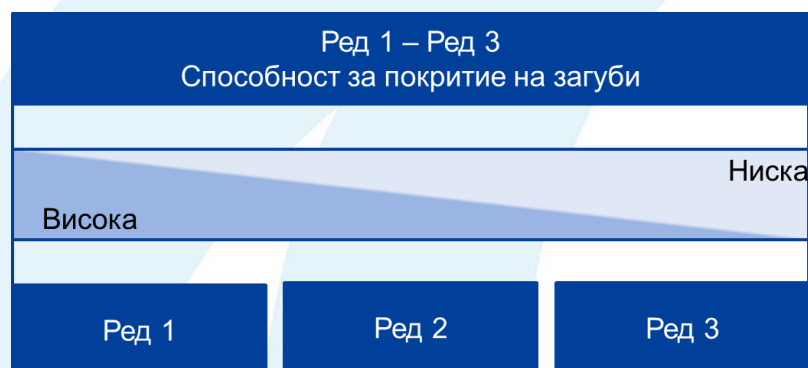 Ред 1 – Ред 3
Способност за покритие на загуби
Ниска
Висока
Ред 1
Ред 2
Ред 3